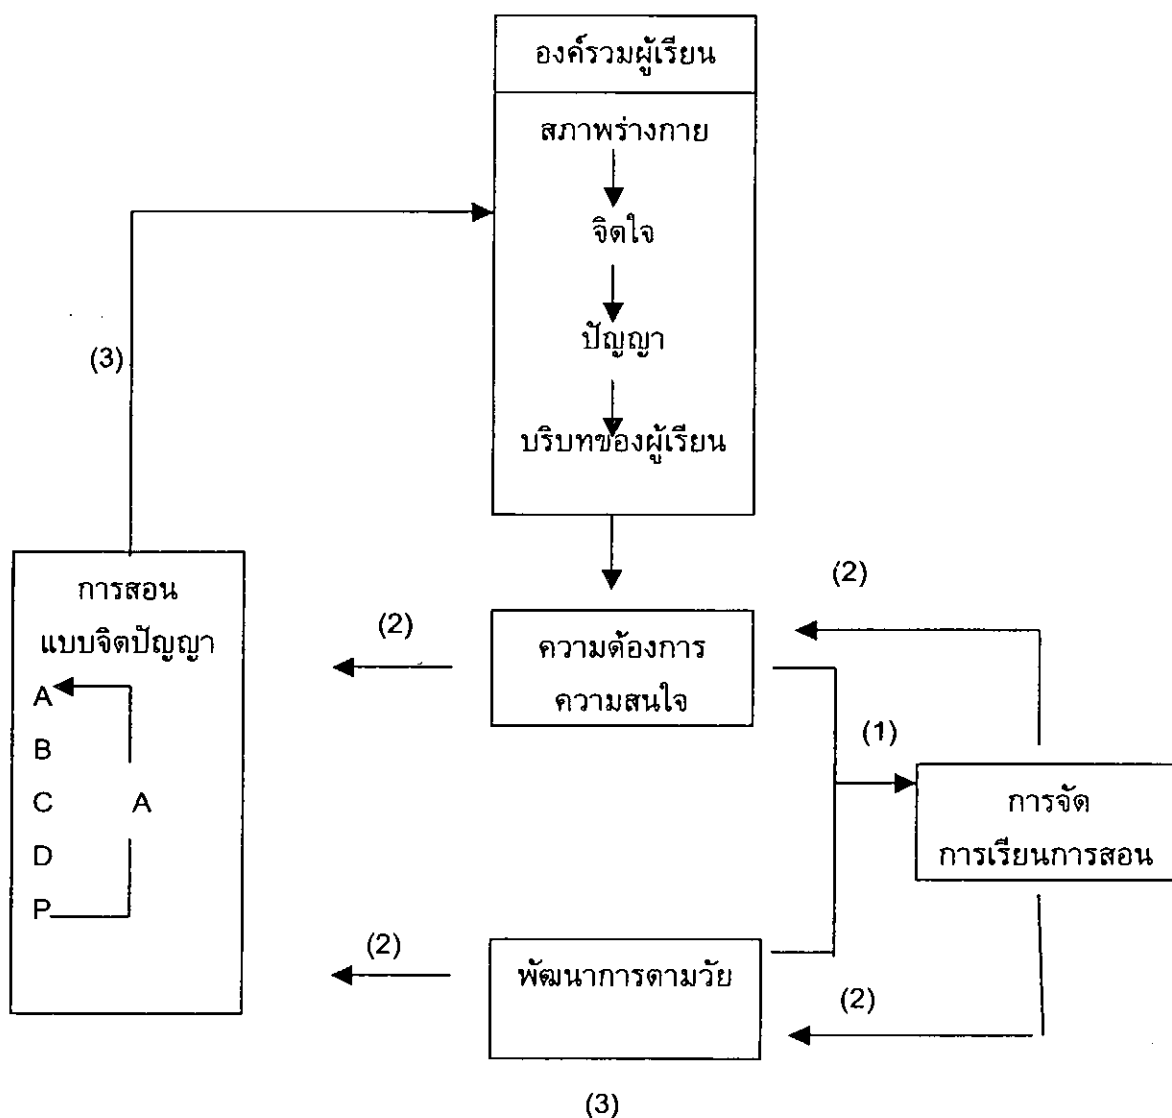 องค์รวมผู้เรียน
สภาพร่างกาย
จิตใจ
ปัญญา
บริบทของผู้เรียน
(3)
การสอน
แบบจิตปัญญา
A
B
C
A
D
P
(2)
ความต้องการ
ความสนใจ
(2)
(1)
การจัด
การเรียนการสอน
(2)
พัฒนาการตามวัย
(2)
(3)